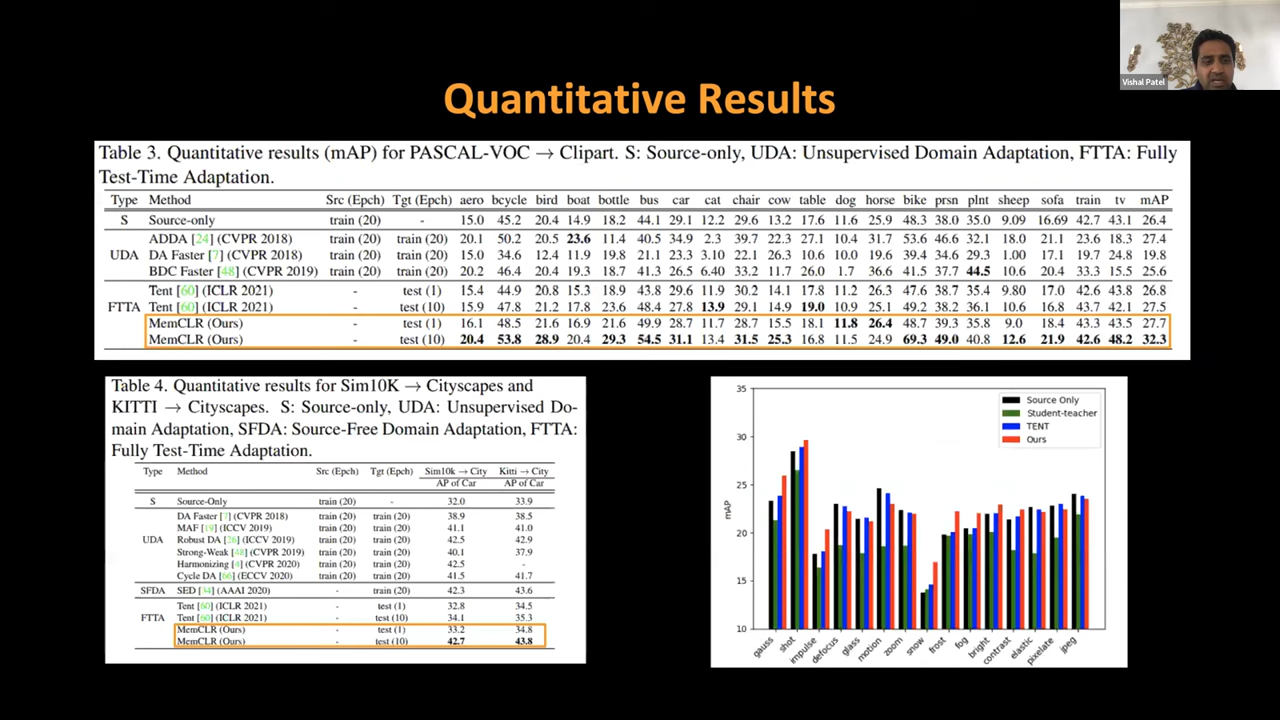 Vishal Patel
Quantitative Results
Table 3. Quantitative results (mAP) for PASCAL-VOC → Clipart. S: Source-only, UDA: Unsupervised Domain Adaptation, FTTA: Fully
Test-Time Adaptation.
Type Method Src (Epch) Tgt (Epch) aero bcycle bird boat bottle bus car cat chair cow table dog horse bike prsn plnt sheep sofa train tv mAP
S Source-only train (20) - 15.0 45.2 20.4 14.9 18.2 44.1 29.1 12.2 29.6 13.2 17.6 11.6 25.9 48.3 38.0 35.0 9.09 16.69 42.7 43.1 26.4
ADDA [24] (CVPR 2018) train (20) train (20) 20.1 50.2 20.5 23.6 11.4 40.5 34.9 2.3 39.7 22.3 27.1 10.4 31.7 53.6 46.6 32.1 18.0 21.1 23.6 18.3 27.4
UDA DA Faster [7] (CVPR 2018) train (20) train (20) 15.0 34.6 12.4 11.9 19.8 21.1 23.3 3.10 22.1 26.3 10.6 10.0 19.6 39.4 34.6 29.3 1.00 17.1 19.7 24.8 19.8
BDC Faster [48] (CVPR 2019) train (20) train (20) 20.2 46.4 20.4 19.3 18.7 41.3 26.5 6.40 33.2 11.7 26.0 1.7 36.6 41.5 37.7 44.5 10.6 20.4 33.3 15.5 25.6
Tent [60] (ICLR 2021) - test (1) 15.4 44.9 20.8 15.3 18.9 43.8 29.6 11.9 30.2 14.1 17.8 11.2 26.3 47.6 38.7 35.4 9.80 17.0 42.6 43.9 26.8
FTTA Tent [60] (ICLR 2021) - test (10) 15.9 47.8 21.2 17.8 23.6 48.4 27.8 13.9 29.1 14.9 19.0 10.9 25.1 49.2 38.2 36.1 10.6 16.8 43.7 42.1 27.5
MemCLR (Ours) - test (1) 16.1 48.5 21.6 16.9 21.6 49.9 28.7 11.7 28.7 15.5 18.1 11.8 26.4 48.7 39.3 35.8 9.0 18.4 43.3 43.5 27.7
MemCLR (Ours) - test (10) 20.4 53.8 28.9 20.4 29.3 54.5 31.1 13.4 31.5 25.3 16.8 11.5 24.9 69.3 49.0 40.8 12.6 21.9 42.6 48.2 32.3
Table 4. Quantitative results for Sim10K → Cityscapes and
KITTI → Cityscapes. S: Source-only, UDA: Unsupervised Do-
main Adaptation, SFDA: Source-Free Domain Adaptation, FTTA:
Fully Test-Time Adaptation.
Type Method Src (Epch) Tgt (Epch) Sim10k → City Kitti → City
AP of Car AP of Car
S Source-Only train (20) - 32.0 33.9
DA Faster [7] (CVPR 2018) train (20) train (20) 38.9 38.5
MAF [19] (ICCV 2019) train (20) train (20) 41.1 41.0
UDA Robust DA [26] (ICCV 2019) train (20) train (20) 42.5 42.9
Strong-Weak [48] (CVPR 2019) train (20) train (20) 40.1 37.9
Harmonizing [4] (CVPR 2020) train (20) train (20) 42.5 -
Cycle DA [66] (ECCV 2020) train (20) train (20) 41.5 41.7
SFDA SED [34] (AAAI 2020) train (20) train (20) 42.3 43.6
Tent [60] (ICLR 2021) - test (1) 32.8 34.5
FTTA Tent [60] (ICLR 2021) - test (10) 34.1 35.3
MemCLR (Ours) - test (1) 33.2 34.8
MemCLR (Ours) - test (10) 42.7 43.8
35
30
25
20
15
10
mAP
Source Only
Student-teacher
TENT
Ours
gauss shot impulse defocus glass motion zoom snow frost fog bright contrast elastic pixelate jpeg